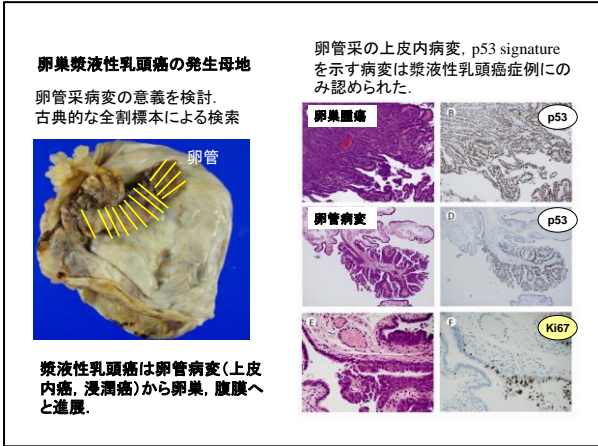 卵巣漿液性乳頭癌の発生母地
卵管采病変の意義を検討.
古典的な全割標本による検索
卵管
漿液性乳頭癌は卵管病変(上皮
内癌, 浸潤癌)から卵巣, 腹膜へ
と進展.
卵管采の上皮内病変, p53 signature
を示す病変は漿液性乳頭癌症例にの
み認められた.
卵巣腫瘍
B
p53
卵管病変
D
p53
E
F
Ki67